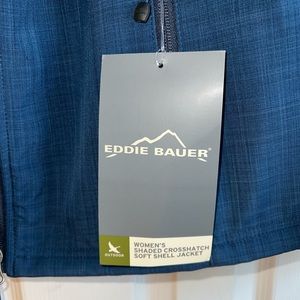 EDDIE BAUER®
WOMEN'S
SHADED CROSSHATCH
SOFT SHELL JACKET
OUTDOOR